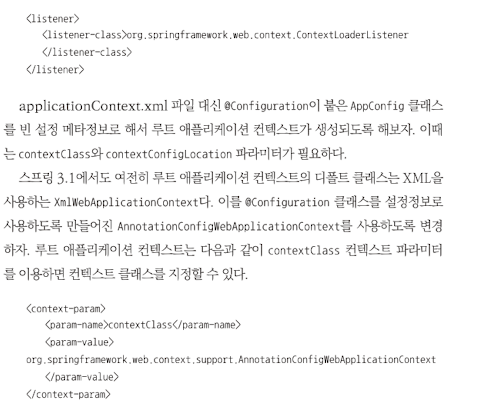 <listener>
<listener-class>org.springframework.web.context.ContextLoaderListener
</listener-class>
</listener>
applicationContext.xml 파일 대신 @Configuration이 붙은 AppConfig 클래스
를 빈 설정 메타정보로 해서 루트 애플리케이션 컨텍스트가 생성되도록 해보자. 이때
는 contextClass와 contextConfigLocation 파라미터가 필요하다.
스프링 3.1에서도 여전히 루트 애플리케이션 컨텍스트의 디폴트 클래스는 XML을
사용하는 XmlWebApplicationContext다. 이를 @Configuration 클래스를 설정정보로
사용하도록 만들어진 AnnotationConfigWebApplicationContext를 사용하도록 변경
하자. 루트 애플리케이션 컨텍스트는 다음과 같이 contextClass 컨텍스트 파라미터
를 이용하면 컨텍스트 클래스를 지정할 수 있다.
<context-param>
<param-name>contextClass</param-name>
<param-value>
org.springframework.web.context.support.AnnotationConfigWebApplicationContext
</param-value>
</context-param>